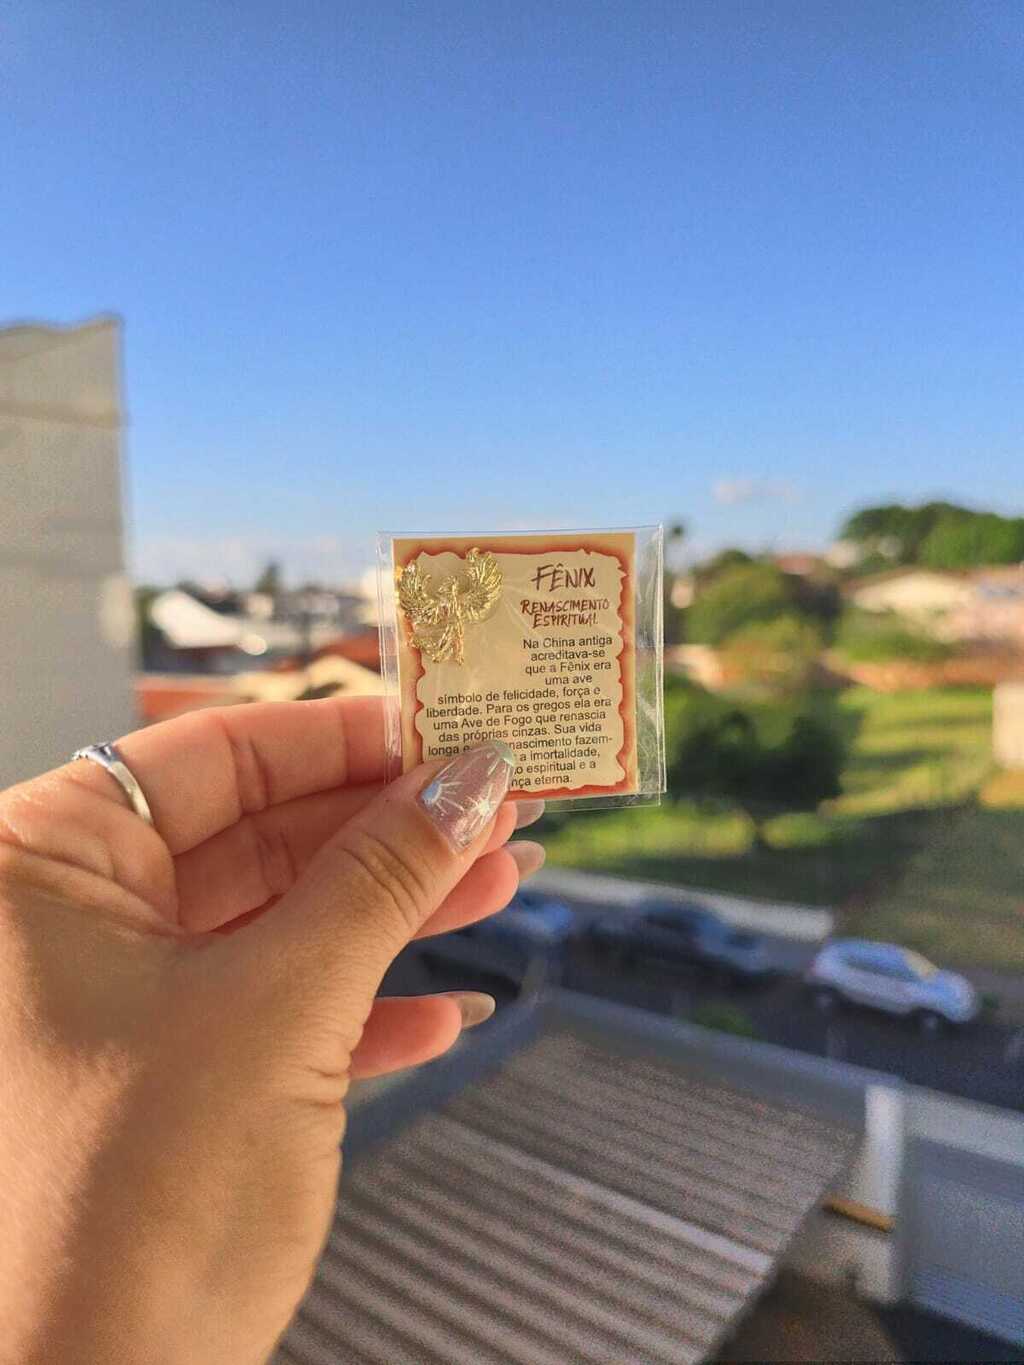 FÊNIX
RENASCIMENTO
ESPIRITUAL
Na China antiga
acreditava-se
que a Fênix era
uma ave
símbolo de felicidade, força e
liberdade. Para os gregos ela era
uma Ave de Fogo que renascia
das próprias cinzas. Sua vida
longa e nascimento fazem-
a imortalidade,
espiritual e a
eterna.